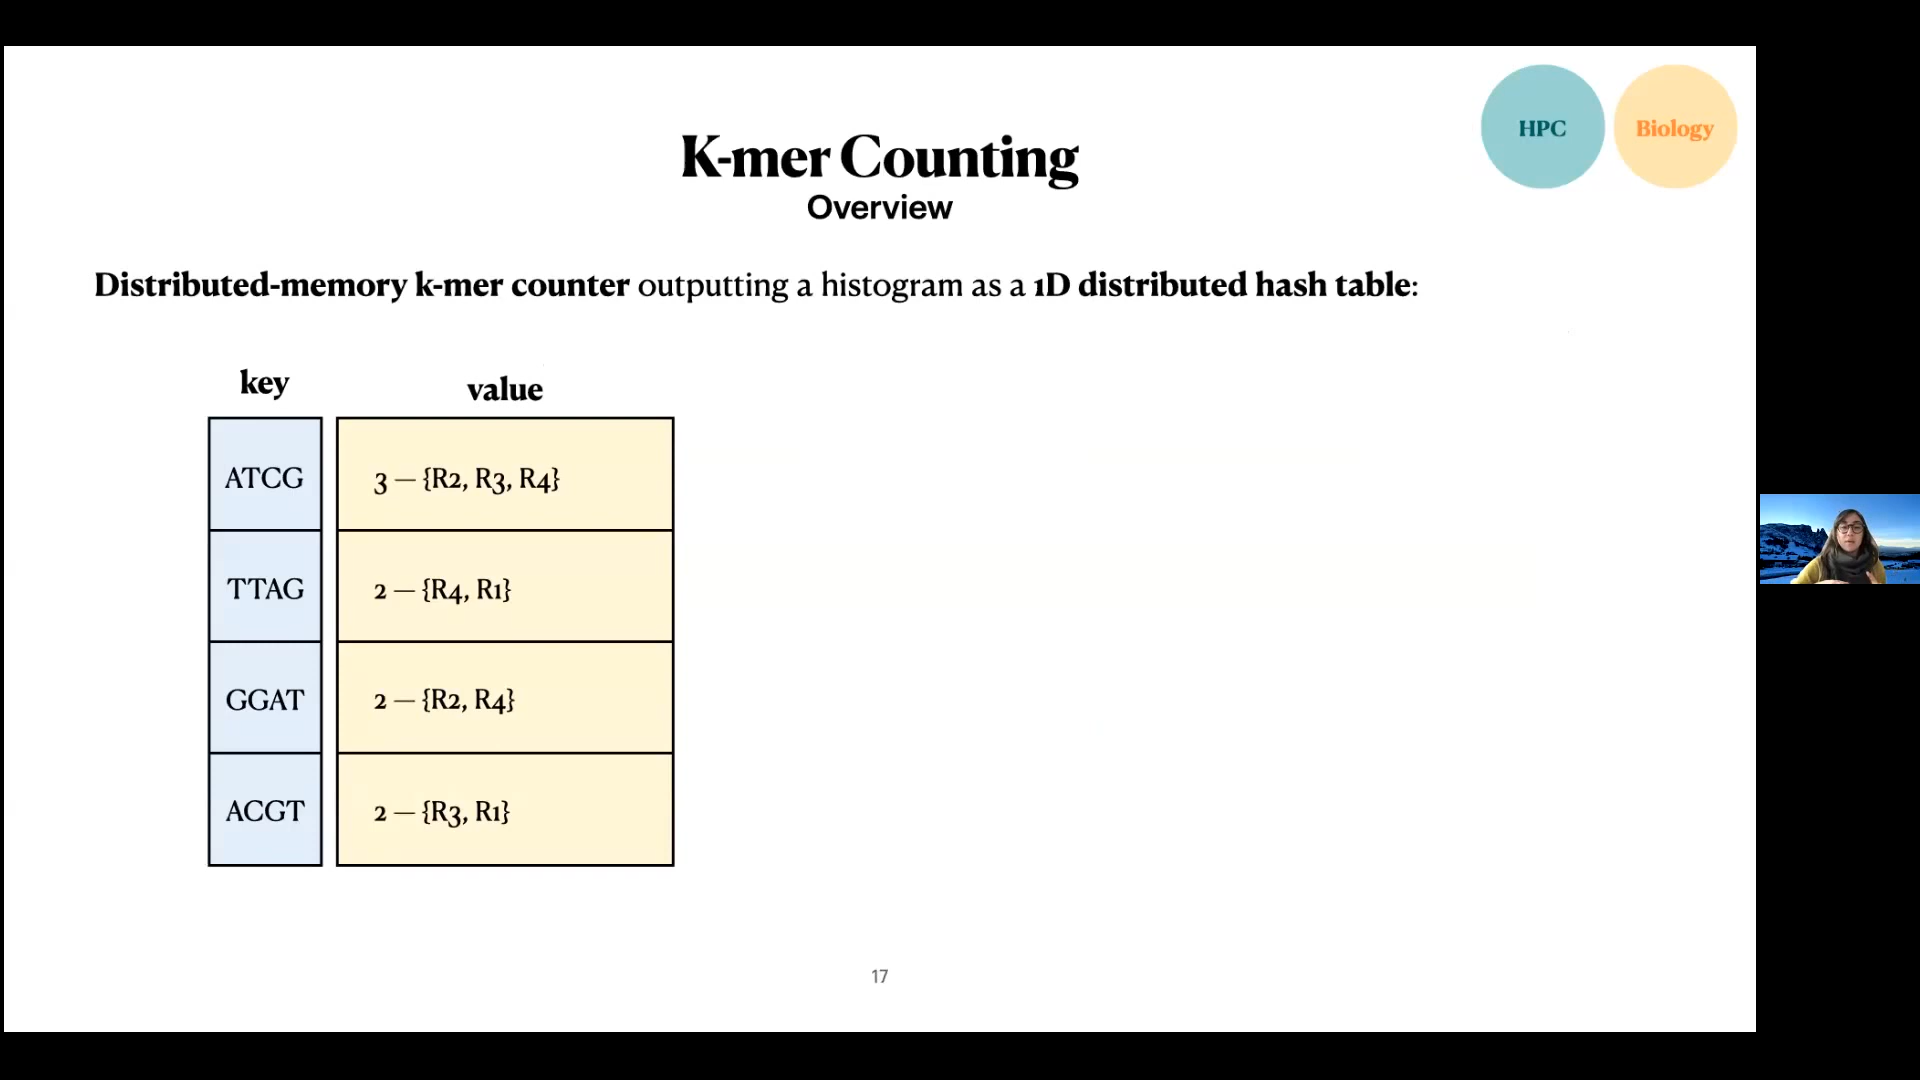 HPC
Biology
K-mer Counting
Overview
Distributed-memory k-mer counter outputting a histogram as a 1D distributed hash table:
key value
ATCG 3 — {R2, R3, R4}
TTAG 2 — {R4, R1}
GGAT 2 — {R2, R4}
ACGT 2 — {R3, R1}
17